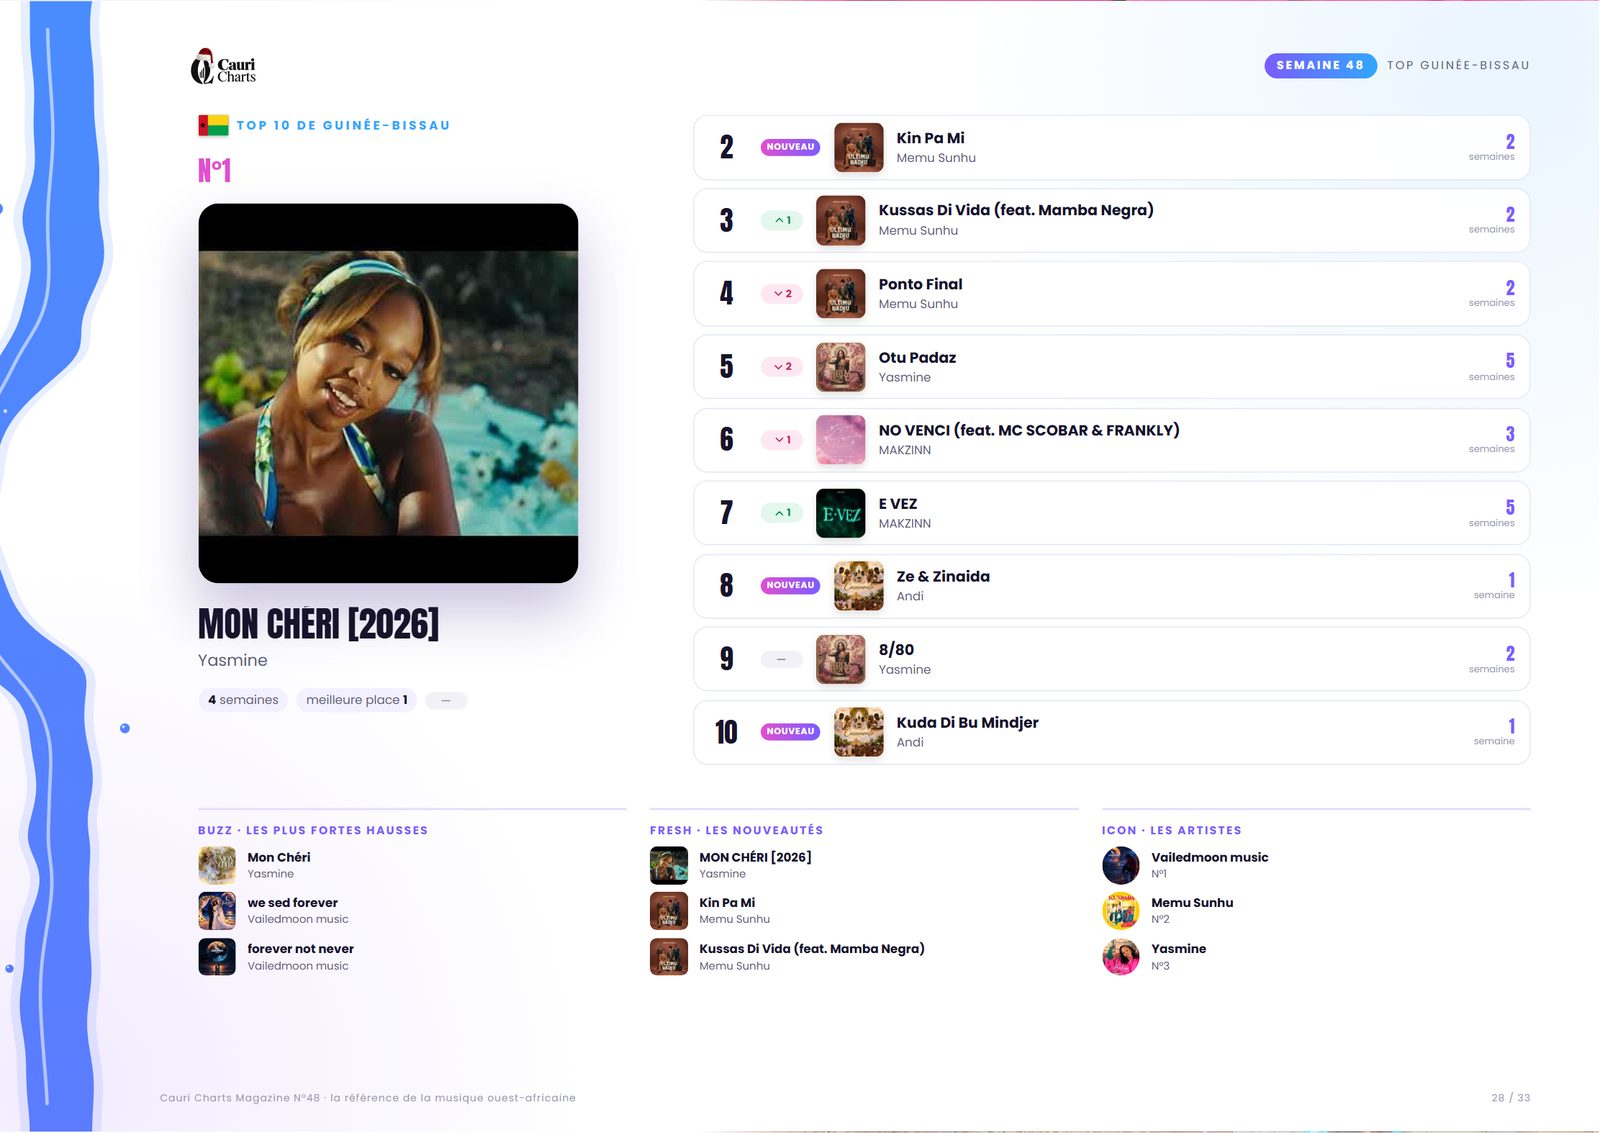 Cauri
Charts
SEMAINE 48 TOP GUINÉE-BISSAU
TOP 10 DE GUINÉE-BISSAU
N°1
MON CHÉRI [2026]
Yasmine
4 semaines meilleure place 1 —
2 NOUVEAU Kin Pa Mi 2
Memu Sunhu semaines
3 1 Kussas Di Vida (feat. Mamba Negra) 2
Memu Sunhu semaines
4 2 Ponto Final 2
Memu Sunhu semaines
5 2 Otu Padaz 5
Yasmine semaines
6 1 NO VENCI (feat. MC SCOBAR & FRANKLY) 3
MAKZINN semaines
7 1 E VEZ 5
E·VEZ
MAKZINN semaines
8 NOUVEAU Ze & Zinaida 1
Andi semaine
9 — 8/80 2
Yasmine semaines
10 NOUVEAU Kuda Di Bu Mindjer 1
Andi semaine
BUZZ · LES PLUS FORTES HAUSSES
Mon Chéri
Yasmine
we sed forever
Vailedmoon music
forever not never
Vailedmoon music
FRESH · LES NOUVEAUTÉS
MON CHÉRI [2026]
Yasmine
Kin Pa Mi
Memu Sunhu
Kussas Di Vida (feat. Mamba Negra)
Memu Sunhu
ICON · LES ARTISTES
Vailedmoon music
N°1
Memu Sunhu
N°2
Yasmine
N°3
Cauri Charts Magazine N°48 · la référence de la musique ouest-africaine
28 / 33